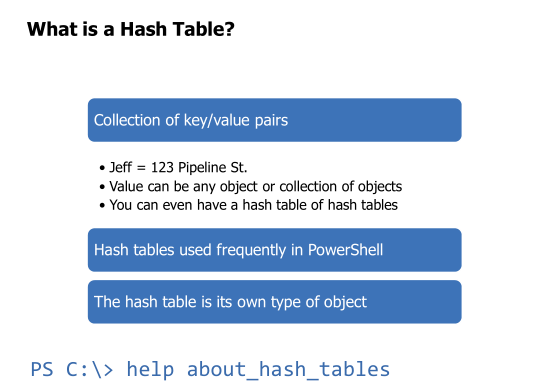 What is a Hash Table?
Collection of key/value pairs
• Jeff = 123 Pipeline St.
• Value can be any object or collection of objects
• You can even have a hash table of hash tables
Hash tables used frequently in PowerShell
The hash table is its own type of object
PS C:\> help about_hash_tables